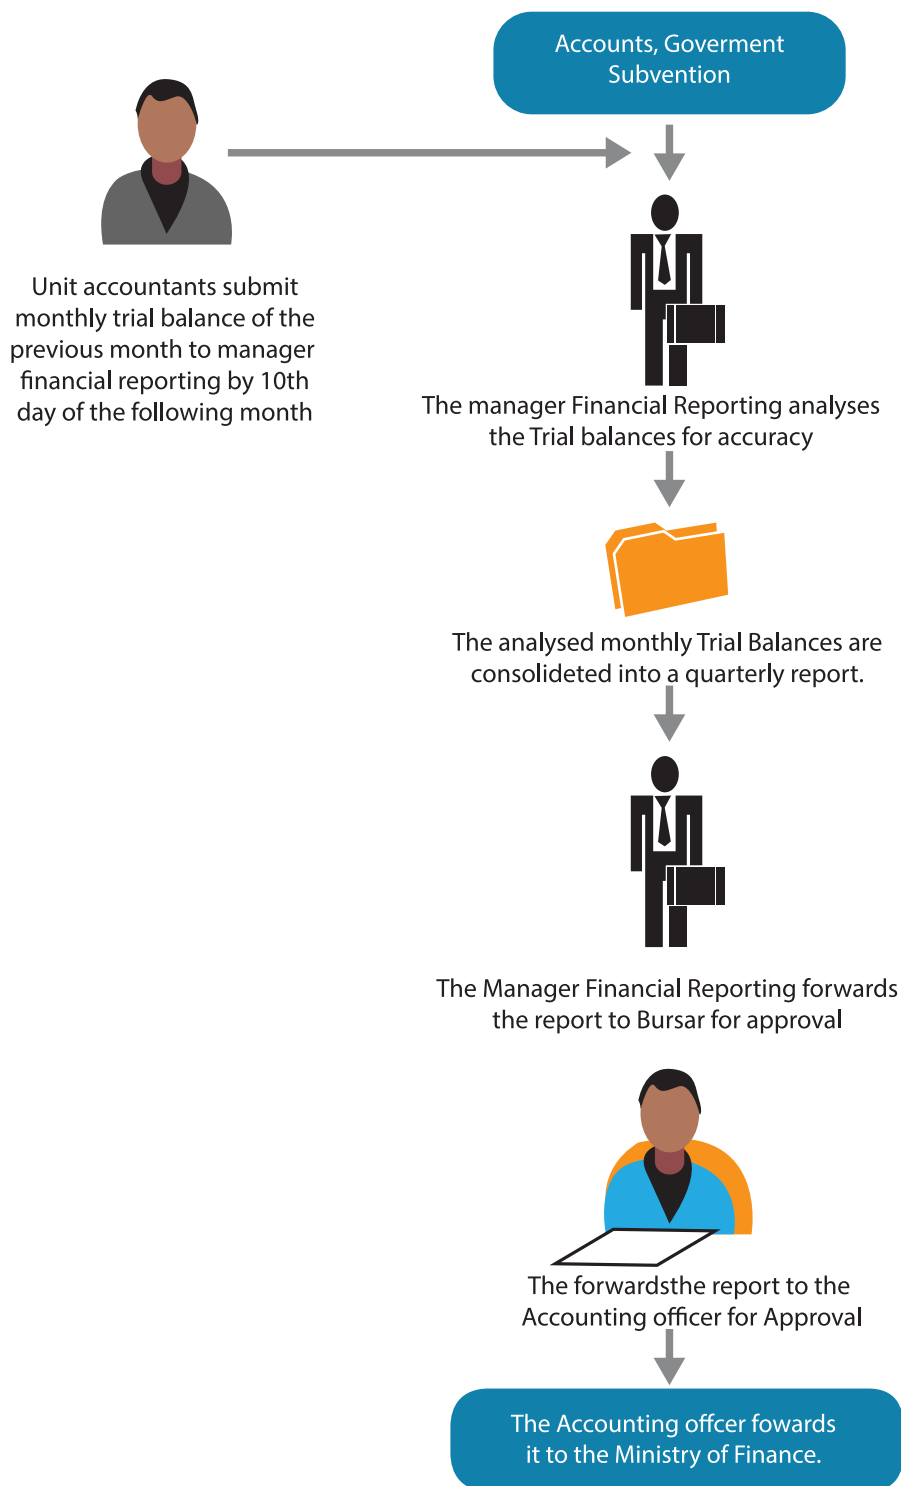 Accounts, Goverment
Subvention
Unit accountants submit
monthly trial balance of the
previous month to manager
financial reporting by 10th
day of the following month
The manager Financial Reporting analyses
the Trial balances for accuracy
The analysed monthly Trial Balances are
consolideted into a quarterly report.
The Manager Financial Reporting forwards
the report to Bursar for approval
The forwardsthe report to the
Accounting officer for Approval
The Accounting offcer fowards
it to the Ministry of Finance.